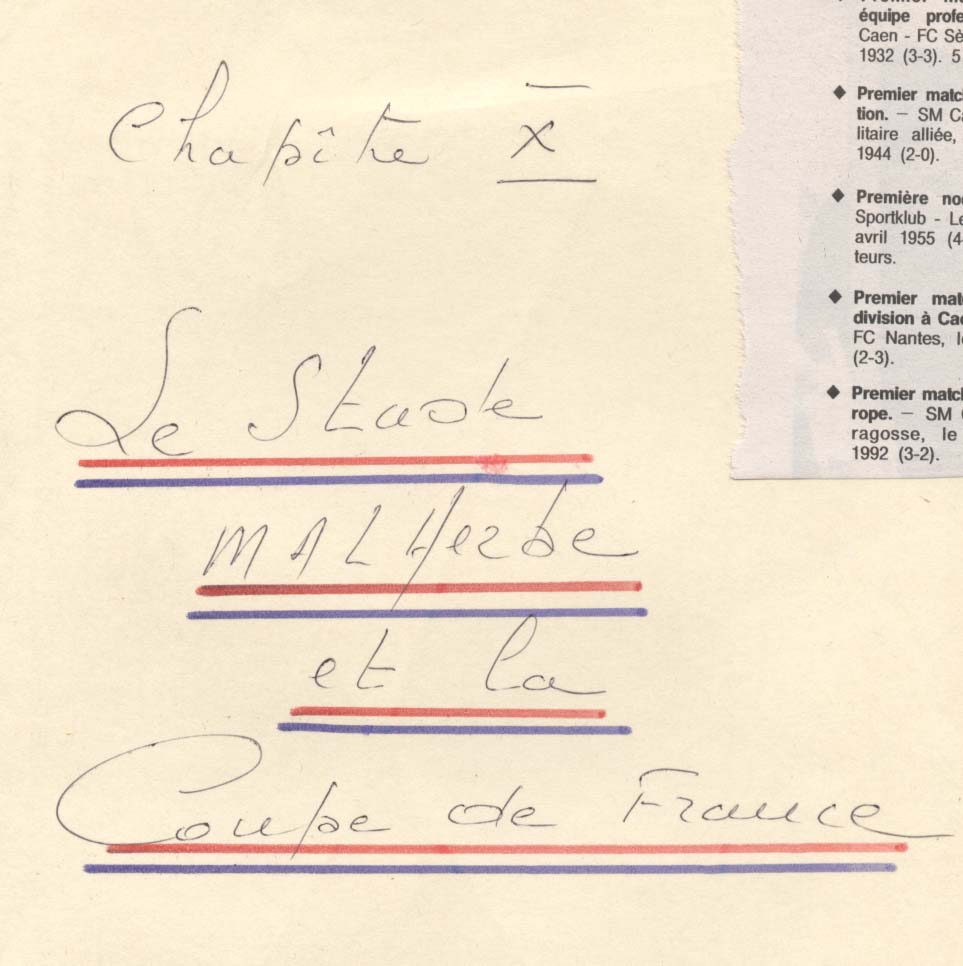 Chapître X
Le Stade
MALHerbe
et la
Coupe de France
équipe profe
Caen - FC Sè
1932 (3-3). 5
◆ Premier matc
tion. — SM Ca
litaire alliée,
1944 (2-0).
◆ Première no
Sportklub - Le
avril 1955 (4-
teurs.
◆ Premier mat
division à Cae
FC Nantes, le
(2-3).
◆ Premier match
rope. — SM
ragosse, le
1992 (3-2).